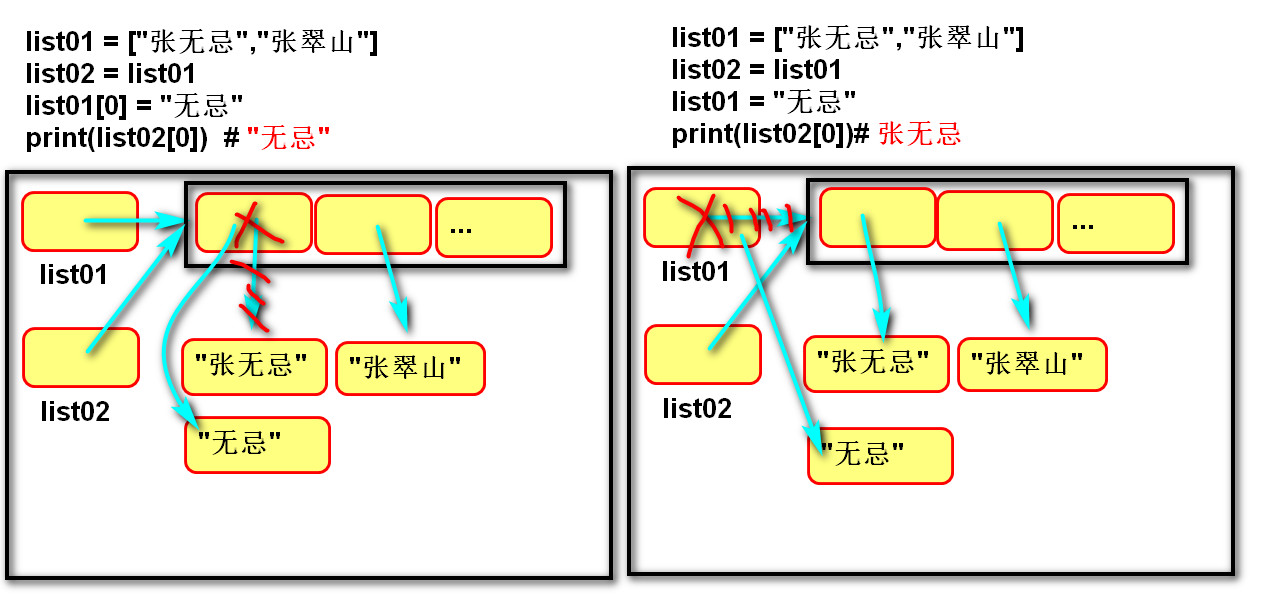 list01 = ["张无忌","张翠山"]
list02 = list01
list01[0] = "无忌"
print(list02[0])  # "无忌"
...
list01
"张无忌" "张翠山"
list02
"无忌"
list01 = ["张无忌","张翠山"]
list02 = list01
list01 = "无忌"
print(list02[0])# 张无忌
...
list01
"张无忌" "张翠山"
list02
"无忌"